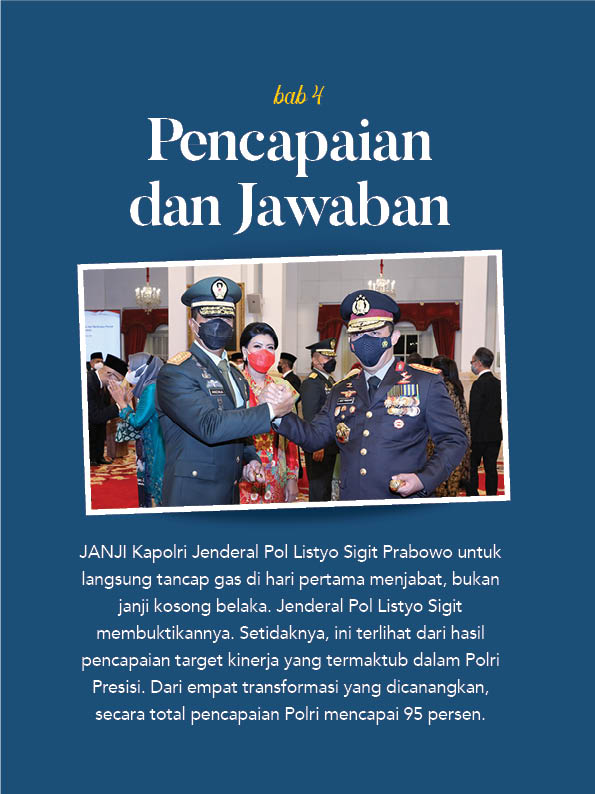 bab 4
Pencapaian
dan Jawaban
JANJI Kapolri Jenderal Pol Listyo Sigit Prabowo untuk
langsung tancap gas di hari pertama menjabat, bukan
janji kosong belaka. Jenderal Pol Listyo Sigit
membuktikannya. Setidaknya, ini terlihat dari hasil
pencapaian target kinerja yang termaktub dalam Polri
Presisi. Dari empat transformasi yang dicanangkan,
secara total pencapaian Polri mencapai 95 persen.